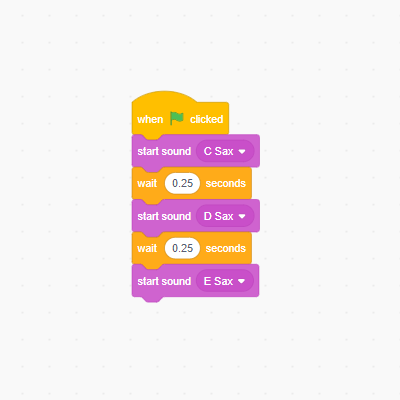 when clicked
start sound C Sax
wait 0.25 seconds
start sound D Sax
wait 0.25 seconds
start sound E Sax